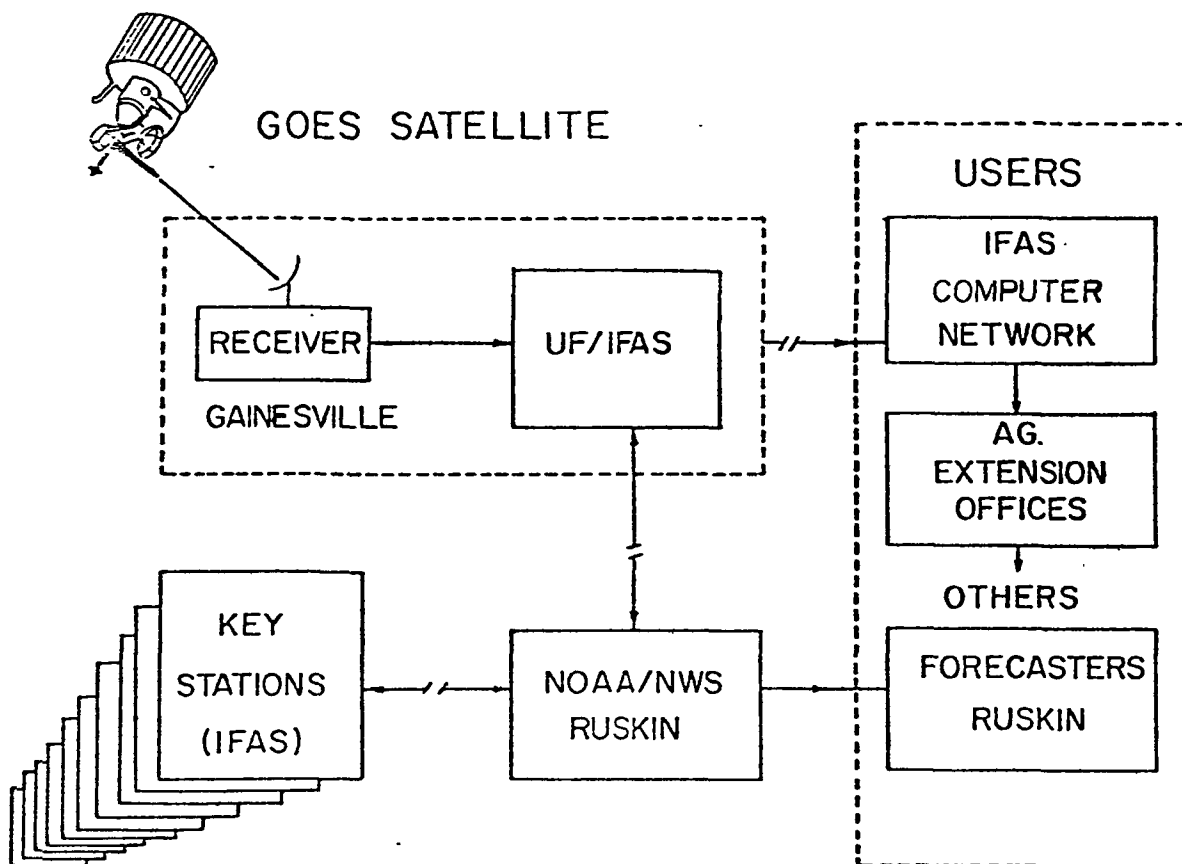 GOES SATELLITE
USERS
RECEIVER
GAINESVILLE
UF/IFAS
IFAS
COMPUTER
NETWORK
AG.
EXTENSION
OFFICES
OTHERS
KEY
STATIONS
(IFAS)
NOAA/NWS
RUSKIN
FORECASTERS
RUSKIN